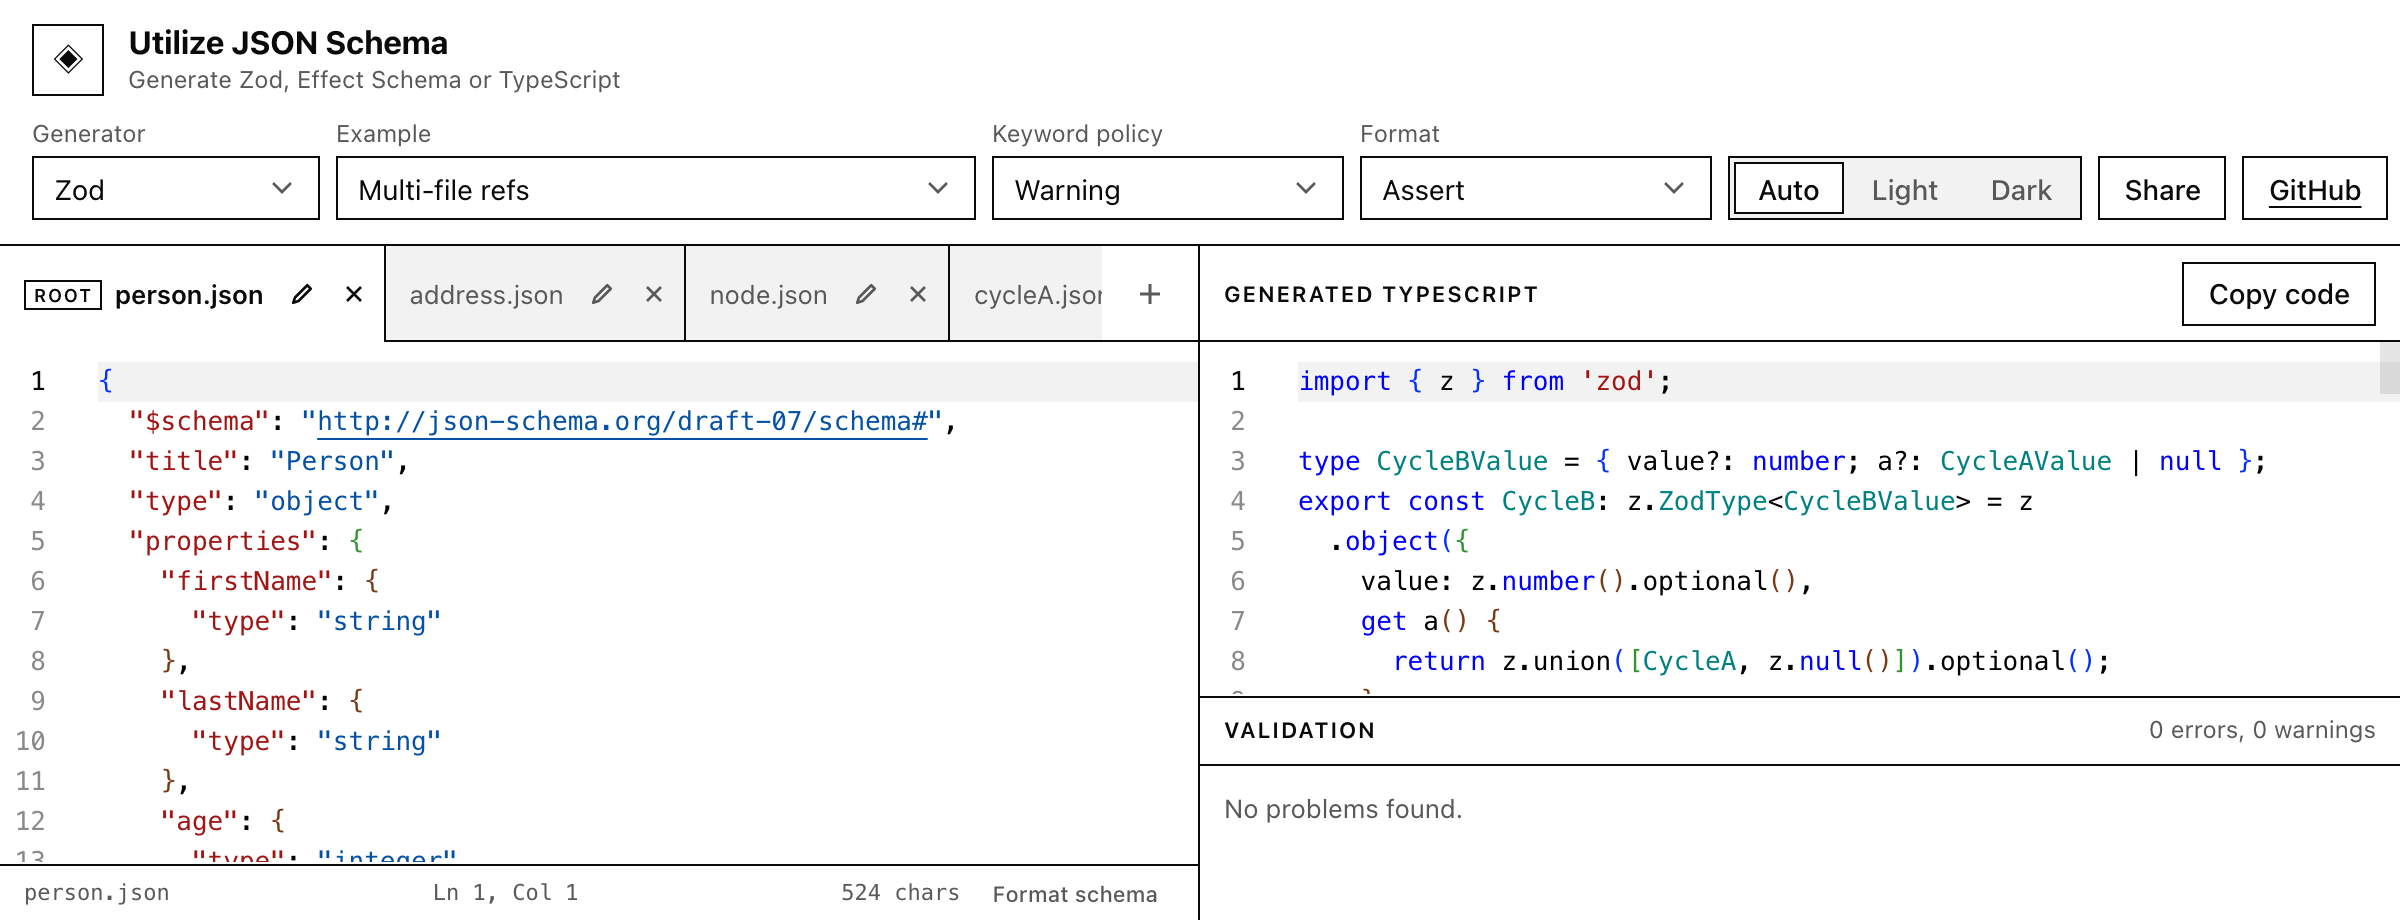 Utilize JSON Schema
Generate Zod, Effect Schema or TypeScript
Generator
Example
Keyword policy
Format
Zod
Multi-file refs
Warning
Assert
Auto
Light
Dark
Share
GitHub
ROOT person.json
address.json
node.json
cycleA.jsor
+
1 {
2 "$schema": "http://json-schema.org/draft-07/schema#",
3 "title": "Person",
4 "type": "object",
5 "properties": {
6 "firstName": {
7 "type": "string"
8 },
9 "lastName": {
10 "type": "string"
11 },
12 "age": {
13 "type": "integer"
person.json
Ln 1, Col 1
524 chars
Format schema
GENERATED TYPESCRIPT
Copy code
1 import { z } from 'zod';
2
3 type CycleBValue = { value?: number; a?: CycleAValue | null };
4 export const CycleB: z.ZodType<CycleBValue> = z
5 .object({
6 value: z.number().optional(),
7 get a() {
8 return z.union([CycleA, z.null()]).optional();
VALIDATION
0 errors, 0 warnings
No problems found.